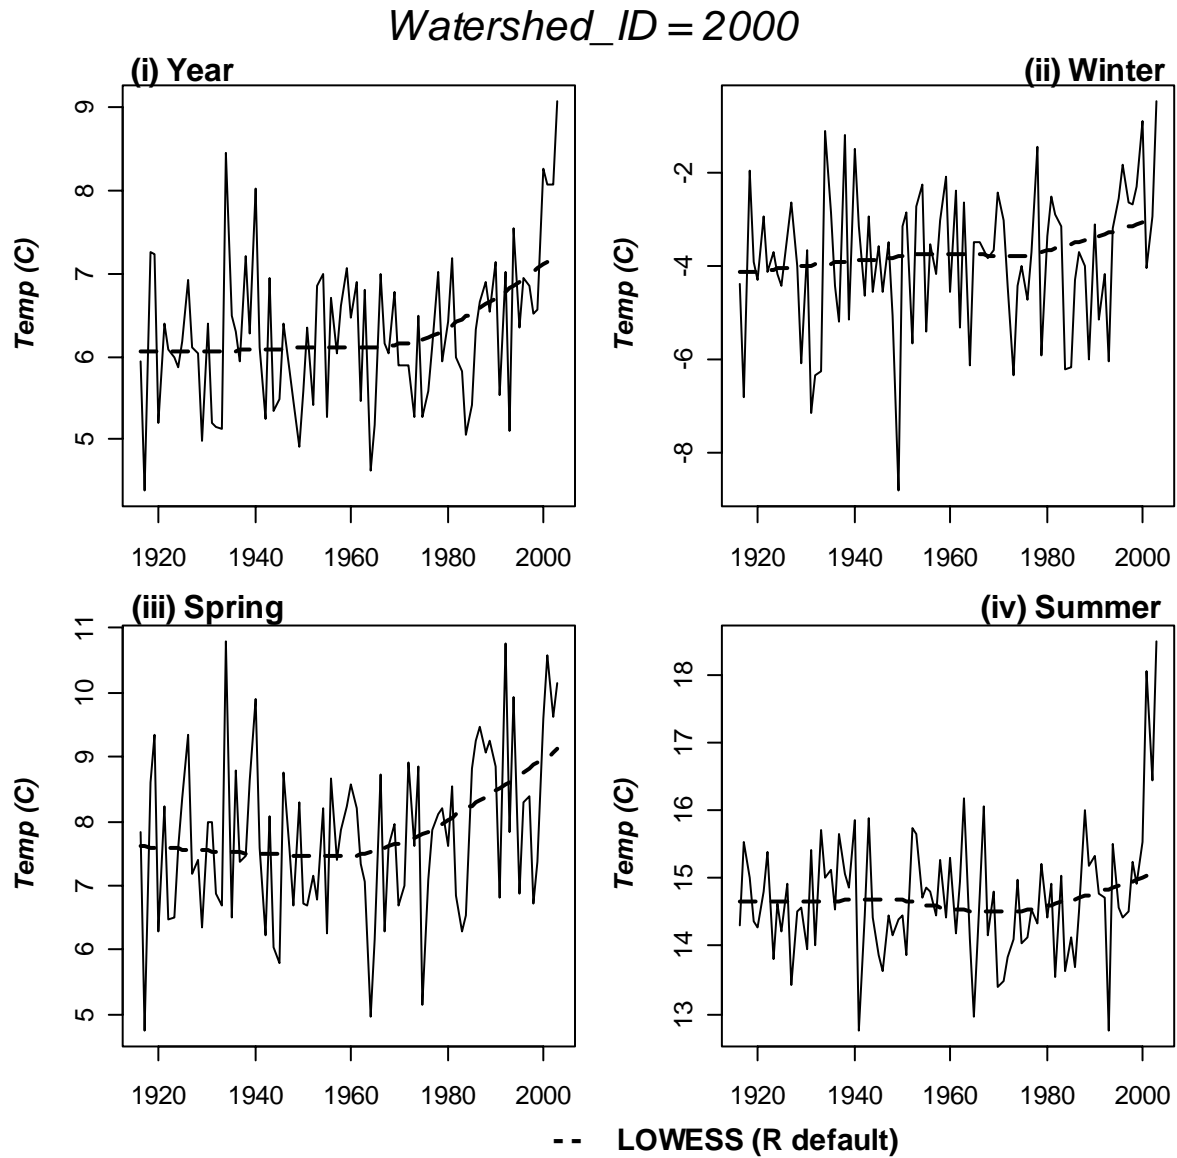 Watershed_ID = 2000
(i) Year
(ii) Winter
Temp (C)
9
8
7
6
5
1920 1940 1960 1980 2000
Temp (C)
-2
-4
-6
-8
1920 1940 1960 1980 2000
(iii) Spring
(iv) Summer
Temp (C)
11
10
9
8
7
6
5
1920 1940 1960 1980 2000
Temp (C)
18
17
16
15
14
13
1920 1940 1960 1980 2000
-- LOWESS (R default)